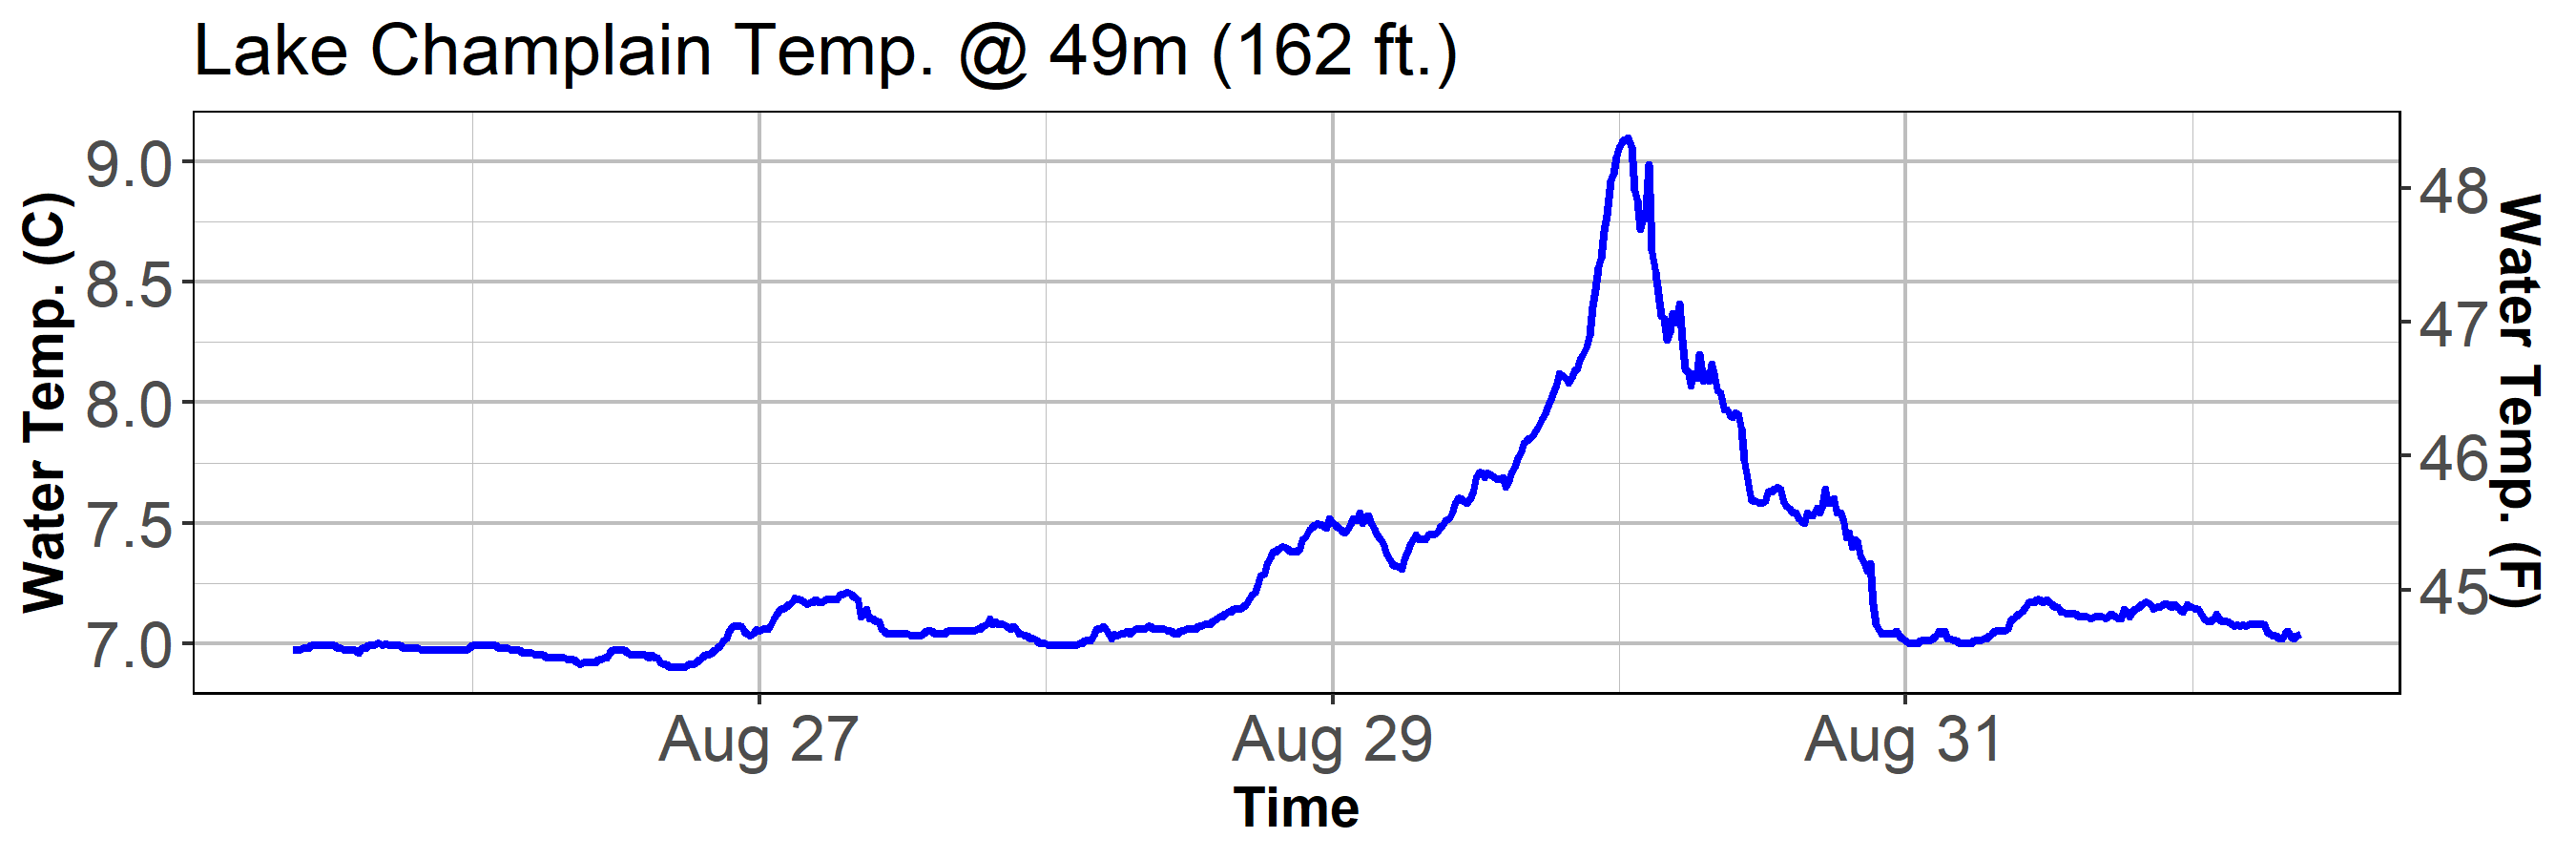 Lake Champlain Temp. @ 49m (162 ft.)
Water Temp. (C)
9.0
8.5
8.0
7.5
7.0
48
47
46
45
Water Temp. (F)
Aug 27 Aug 29 Aug 31
Time